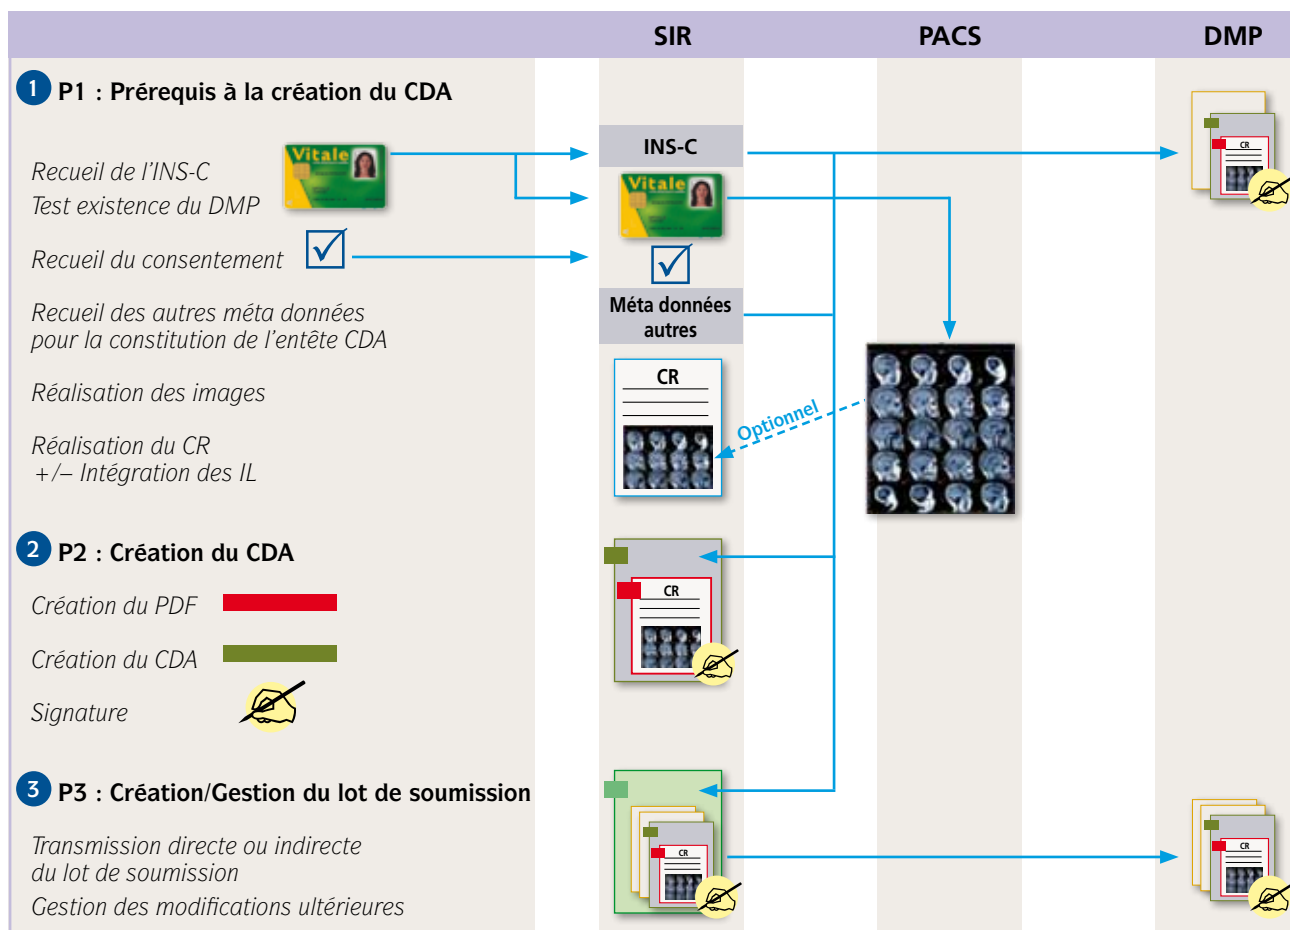 SIR PACS DMP
1 P1 : Prérequis à la création du CDA
Recueil de l'INS-C
Test existence du DMP
Vitale
Recueil du consentement
Recueil des autres méta données
pour la constitution de l'entête CDA
Réalisation des images
Réalisation du CR
+/– Intégration des IL
INS-C
Vitale
Méta données
autres
CR
Optionnel
CR
2 P2 : Création du CDA
Création du PDF
Création du CDA
Signature
CR
3 P3 : Création/Gestion du lot de soumission
Transmission directe ou indirecte
du lot de soumission
Gestion des modifications ultérieures
CR
CR